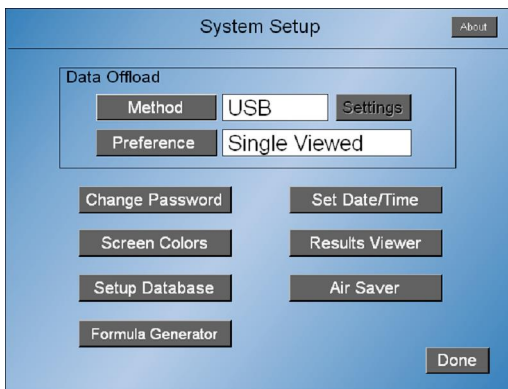 System Setup
About
Data Offload
Method USB Settings
Preference Single Viewed
Change Password Set Date/Time
Screen Colors Results Viewer
Setup Database Air Saver
Formula Generator
Done